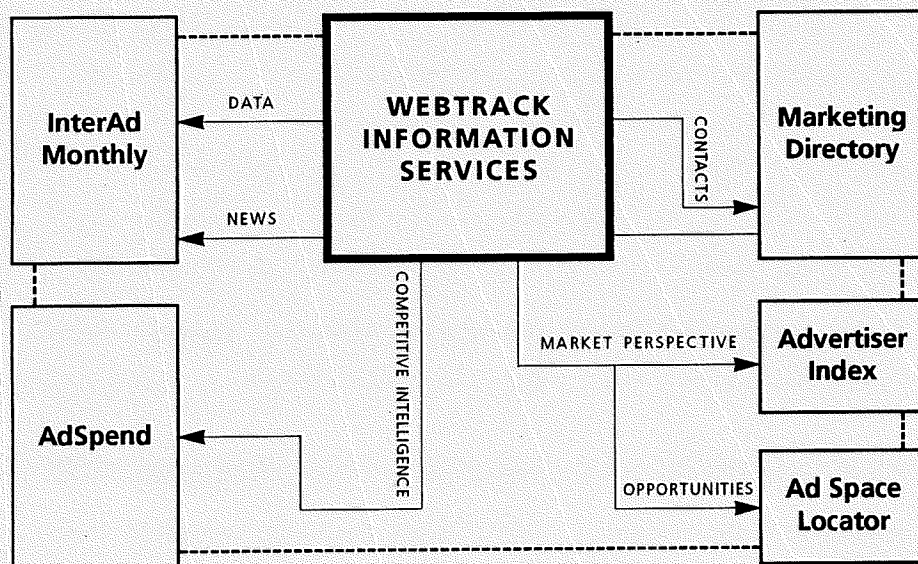 WEBTRACK
INFORMATION
SERVICES
InterAd
Monthly
DATA
NEWS
CONTACTS
Marketing
Directory
COMPETITIVE INTELLIGENCE
MARKET PERSPECTIVE
Advertiser
Index
AdSpend
OPPORTUNITIES
Ad Space
Locator